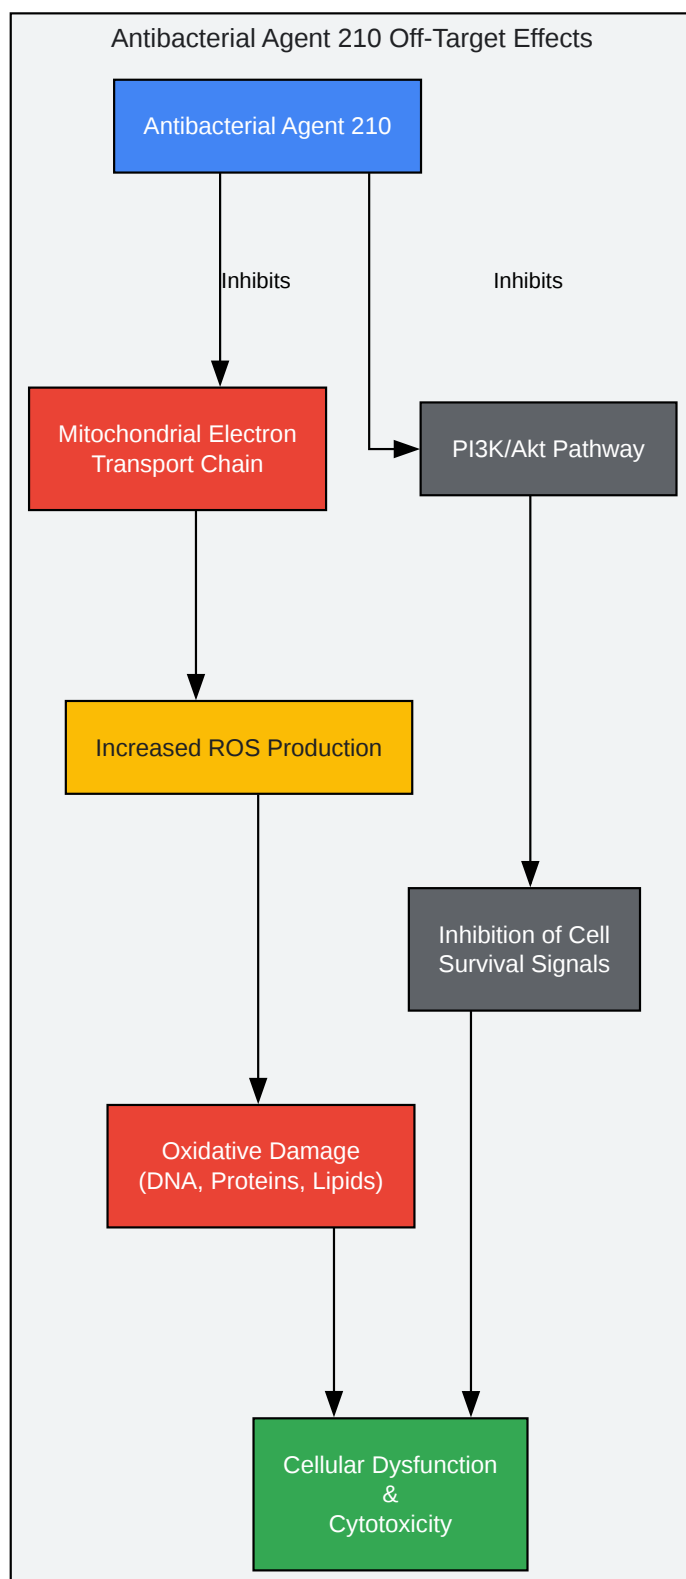 Antibacterial Agent 210 Off-Target Effects
Antibacterial Agent 210
Inhibits
Inhibits
Mitochondrial Electron
Transport Chain
PI3K/Akt Pathway
Increased ROS Production
Inhibition of Cell
Survival Signals
Oxidative Damage
(DNA, Proteins, Lipids)
Cellular Dysfunction
&
Cytotoxicity